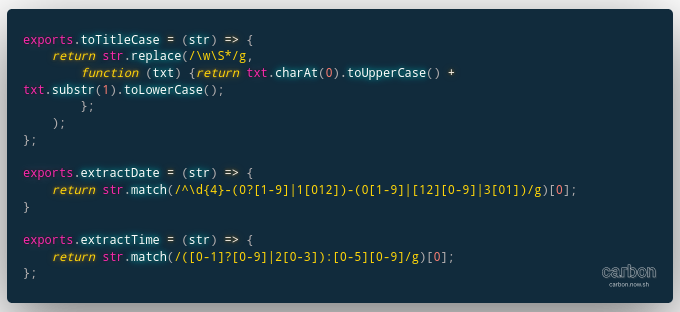 exports.toTitleCase = (str) => {
    return str.replace(/\w\S*/g,
        function (txt) {return txt.charAt(0).toUpperCase() +
txt.substr(1).toLowerCase();
        };
    );
};

exports.extractDate = (str) => {
    return str.match(/^\d{4}-(0?[1-9]|1[012])-(0[1-9]|[12][0-9]|3[01])/g)[0];
}

exports.extractTime = (str) => {
    return str.match(/([0-1]?[0-9]|2[0-3]):[0-5][0-9]/g)[0];
};
carbon
carbon.now.sh